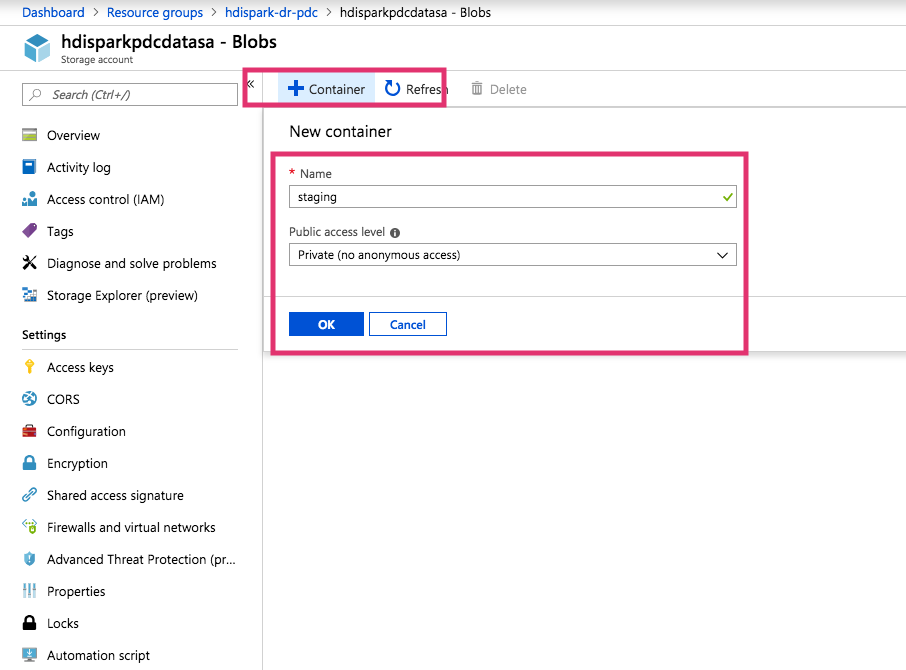 Dashboard > Resource groups > hdispark-dr-pdc > hdisparkpdcdatasa - Blobs
hdisparkpdcdatasa - Blobs
Storage account
Search (Ctrl+/)
«
Overview
Activity log
Access control (IAM)
Tags
Diagnose and solve problems
Storage Explorer (preview)
Settings
Access keys
CORS
Configuration
Encryption
Shared access signature
Firewalls and virtual networks
Advanced Threat Protection (pr...
Properties
Locks
Automation script
+ Container Refresh Delete
New container
* Name
staging
Public access level
Private (no anonymous access)
OK Cancel